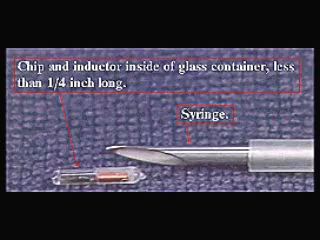 Chip and inductor inside of glass container, less
than 1/4 inch long.
Syringe.